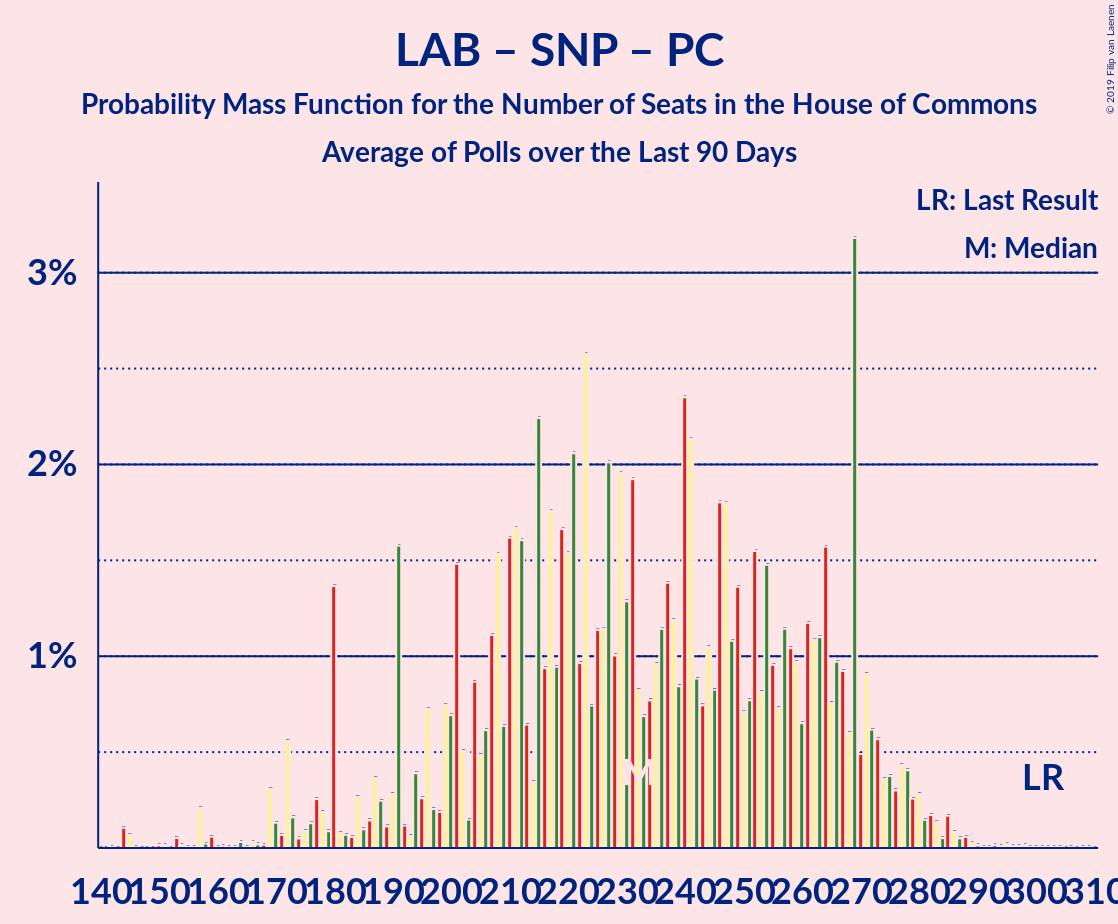 LAB – SNP – PC
Probability Mass Function for the Number of Seats in the House of Commons
Average of Polls over the Last 90 Days
© 2019 Filip van Laenen
LR: Last Result
M: Median
3%
2%
1%
M
LR
140 150 160 170 180 190 200 210 220 230 240 250 260 270 280 290 300 310